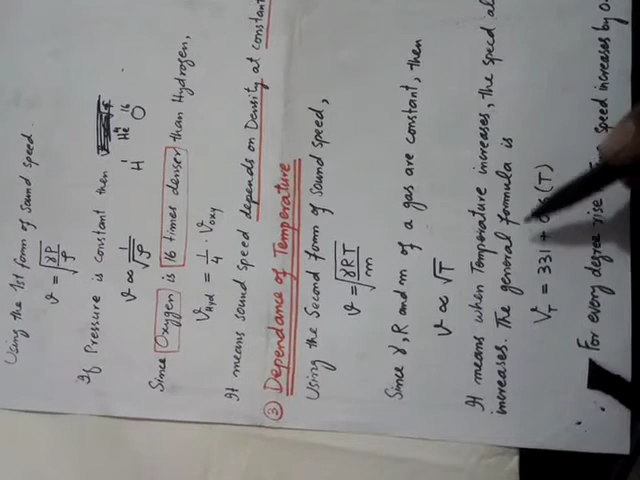 Using the 1st form of sound speed.
v = √(γP/ρ)
If Pressure is constant then
H¹ He⁴ O¹⁶
v ∝ 1/√ρ
Since Oxygen is 16 times denser than Hydrogen,
v_Hyd = 1/4 · v_oxy
It means sound speed depends on Density at constant
③ Dependance of Temperature
Using the Second form of sound speed,
v = √(γRT/m)
Since γ, R and m of a gas are constant, then
v ∝ √T
It means when Temperature increases, the speed al
increases. The general formula is
V_T = 331 + (T)
For every degree rise speed increases by 0.